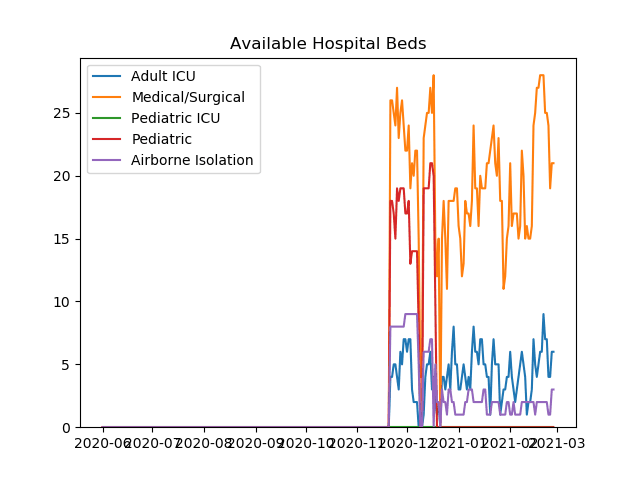 Available Hospital Beds
Adult ICU
Medical/Surgical
Pediatric ICU
Pediatric
Airborne Isolation
25
20
15
10
5
0
2020-06 2020-07 2020-08 2020-09 2020-10 2020-11 2020-12 2021-01 2021-02 2021-03